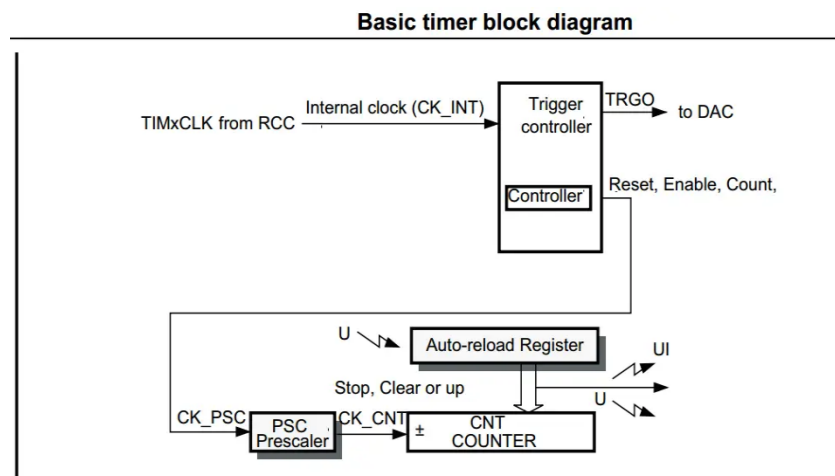 Basic timer block diagram
TIMxCLK from RCC
Internal clock (CK_INT)
Trigger
controller
TRGO
to DAC
Controller
Reset, Enable, Count,
U
Auto-reload Register
UI
Stop, Clear or up
U
CK_PSC
PSC
Prescaler
CK_CNT
±
CNT
COUNTER